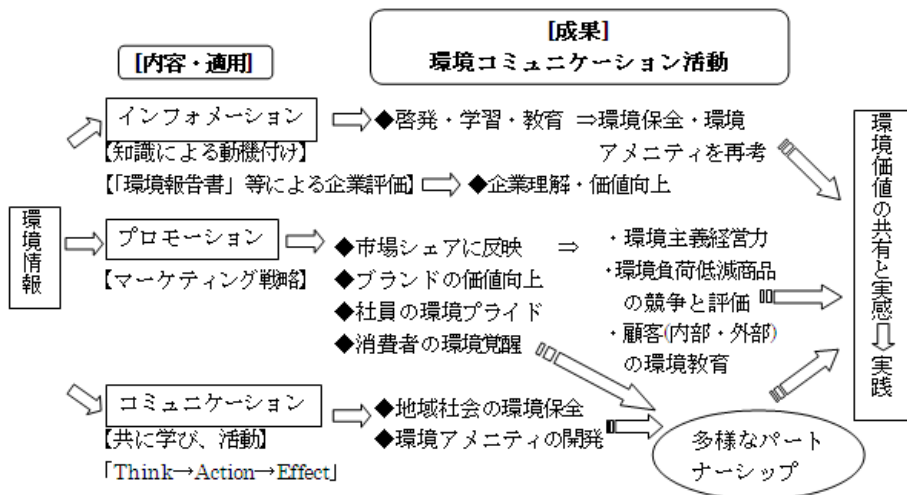 [内容・適用]
[成果]
環境コミュニケーション活動
環境情報
インフォメーション
【知識による動機付け】
【「環境報告書」等による企業評価】
◆啓発・学習・教育 ⇒環境保全・環境
アメニティを再考
◆企業理解・価値向上
プロモーション
【マーケティング戦略】
◆市場シェアに反映 ⇒
◆ブランドの価値向上
◆社員の環境プライド
◆消費者の環境覚醒
・環境主義経営力
・環境負荷低減商品
の競争と評価
・顧客(内部・外部)
の環境教育
コミュニケーション
【共に学び、活動】
「Think→Action→Effect」
◆地域社会の環境保全
◆環境アメニティの開発
多様なパート
ナーシップ
環境価値の共有と実感⇨実践